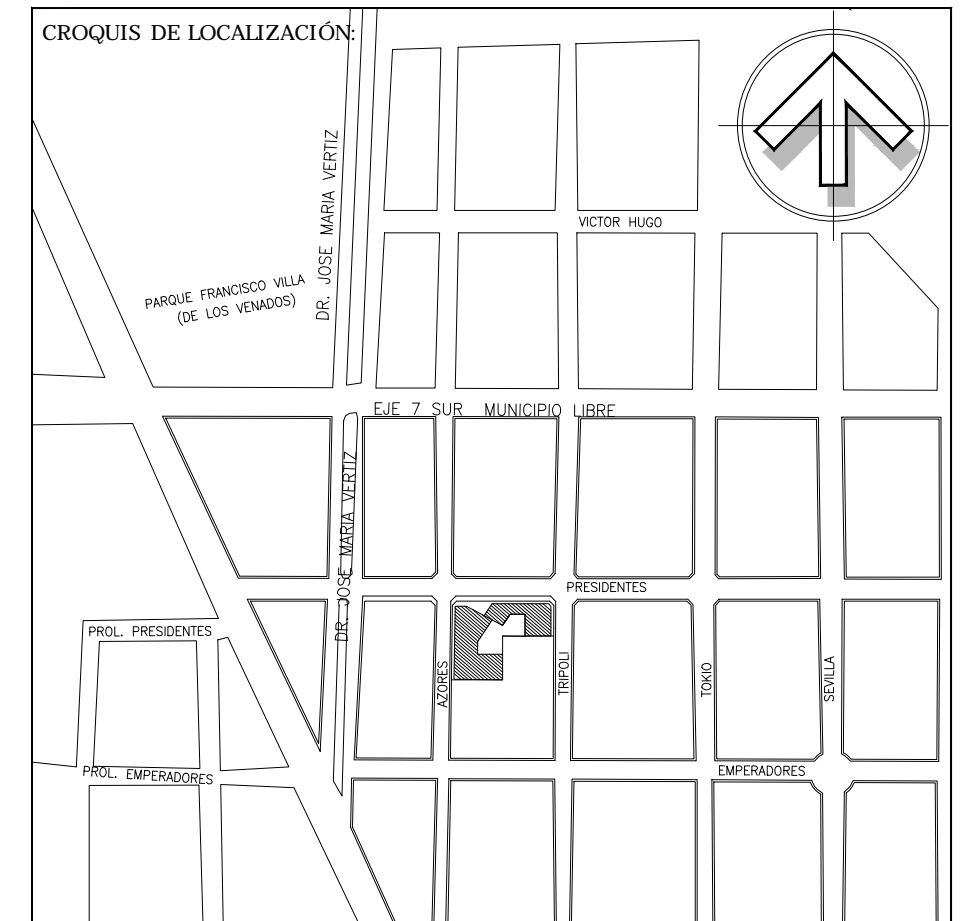 CROQUIS DE LOCALIZACIÓN:
DR. JOSE MARIA VERTIZ
VICTOR HUGO
PARQUE FRANCISCO VILLA
(DE LOS VENADOS)
EJE 7 SUR MUNICIPIO LIBRE
DR. JOSE MARIA VERTIZ
PRESIDENTES
PROL. PRESIDENTES
AZORES
TRIPOLI
TOKIO
SEVILLA
PROL. EMPERADORES
EMPERADORES